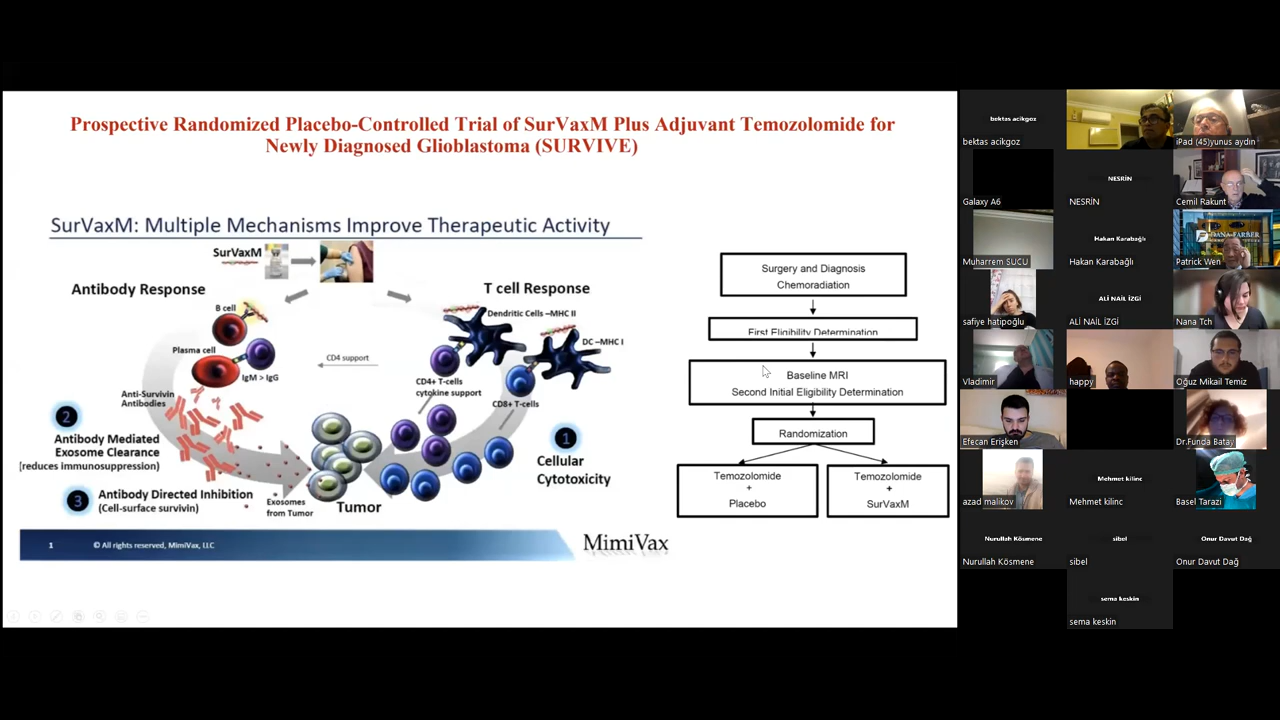 Prospective Randomized Placebo-Controlled Trial of SurVaxM Plus Adjuvant Temozolomide for
Newly Diagnosed Glioblastoma (SURVIVE)
SurVaxM: Multiple Mechanisms Improve Therapeutic Activity
SurVaxM
Antibody Response
T cell Response
B cell
Dendritic Cells –MHC II
Plasma cell
DC –MHC I
CD4 support
IgM > IgG
CD4+ T-cells
cytokine support
Anti-Survivin
Antibodies
CD8+ T-cells
2
Antibody Mediated
Exosome Clearance
[reduces immunosuppression)
1
Cellular
Cytotoxicity
3
Antibody Directed Inhibition
(Cell-surface survivin)
Exosomes
from Tumor
Tumor
1
© All rights reserved, MimiVax, LLC
MimiVax
Surgery and Diagnosis
Chemoradiation
First Eligibility Determination
Baseline MRI
Second Initial Eligibility Determination
Randomization
Temozolomide
+
Placebo
Temozolomide
+
SurVaxM
bektas acikgoz
bektas acikgoz
iPad (45)yunus aydin
Galaxy A6
NESRİN
NESRİN
Cemil Rakunt
Muharrem SUCU
Hakan Karabağlı
Hakan Karabağlı
DANA-FARBER
Patrick Wen
safiye hatipoğlu
ALİ NAİL İZGİ
ALİ NAİL İZGİ
Nana Tch
Vladimir
happy
Oğuz Mikail Temiz
Efecan Erişken
Dr.Funda Batay
azad malikov
Mehmet kilinc
Mehmet kilinc
Basel Tarazi
Nurullah Kösmene
Nurullah Kösmene
sibel
sibel
Onur Davut Dağ
Onur Davut Dağ
sema keskin
sema keskin